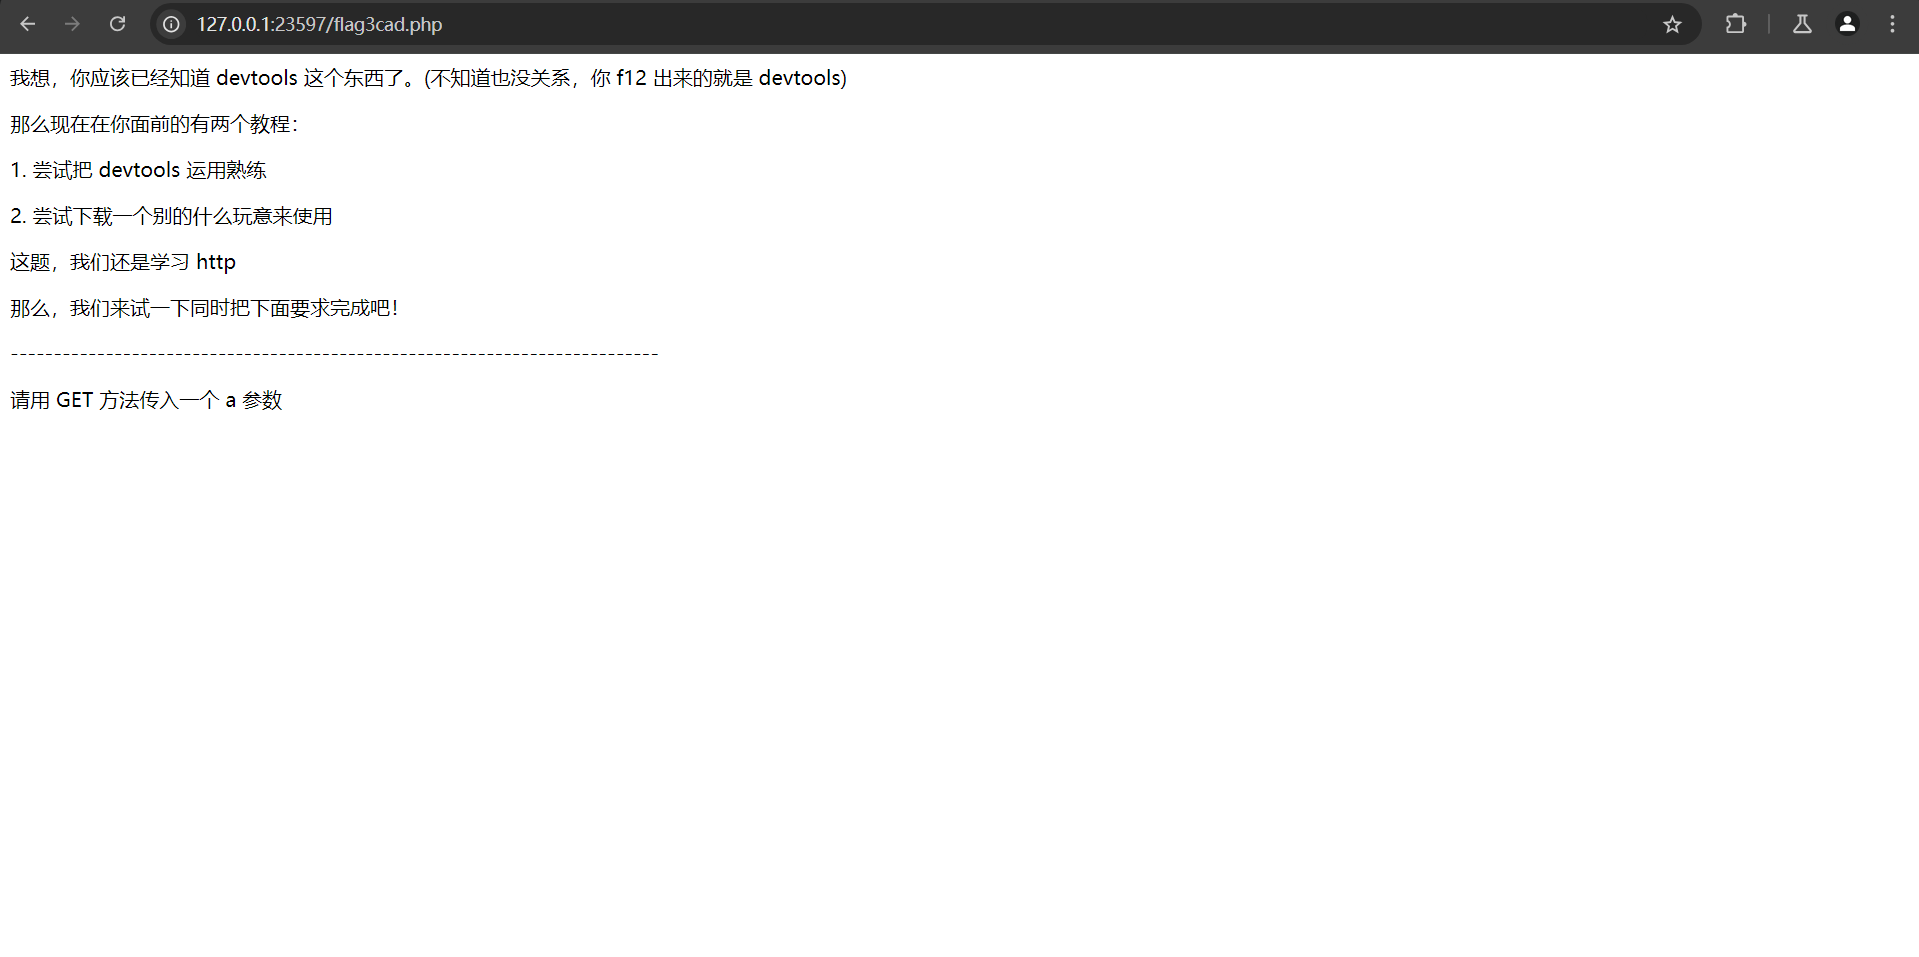 127.0.0.1:23597/flag3cad.php
我想，你应该已经知道 devtools 这个东西了。(不知道也没关系，你 f12 出来的就是 devtools)
那么现在在你面前的有两个教程：
1. 尝试把 devtools 运用熟练
2. 尝试下载一个别的什么玩意来使用
这题，我们还是学习 http
那么，我们来试一下同时把下面要求完成吧！
---------------------------------------------------------------------------
请用 GET 方法传入一个 a 参数